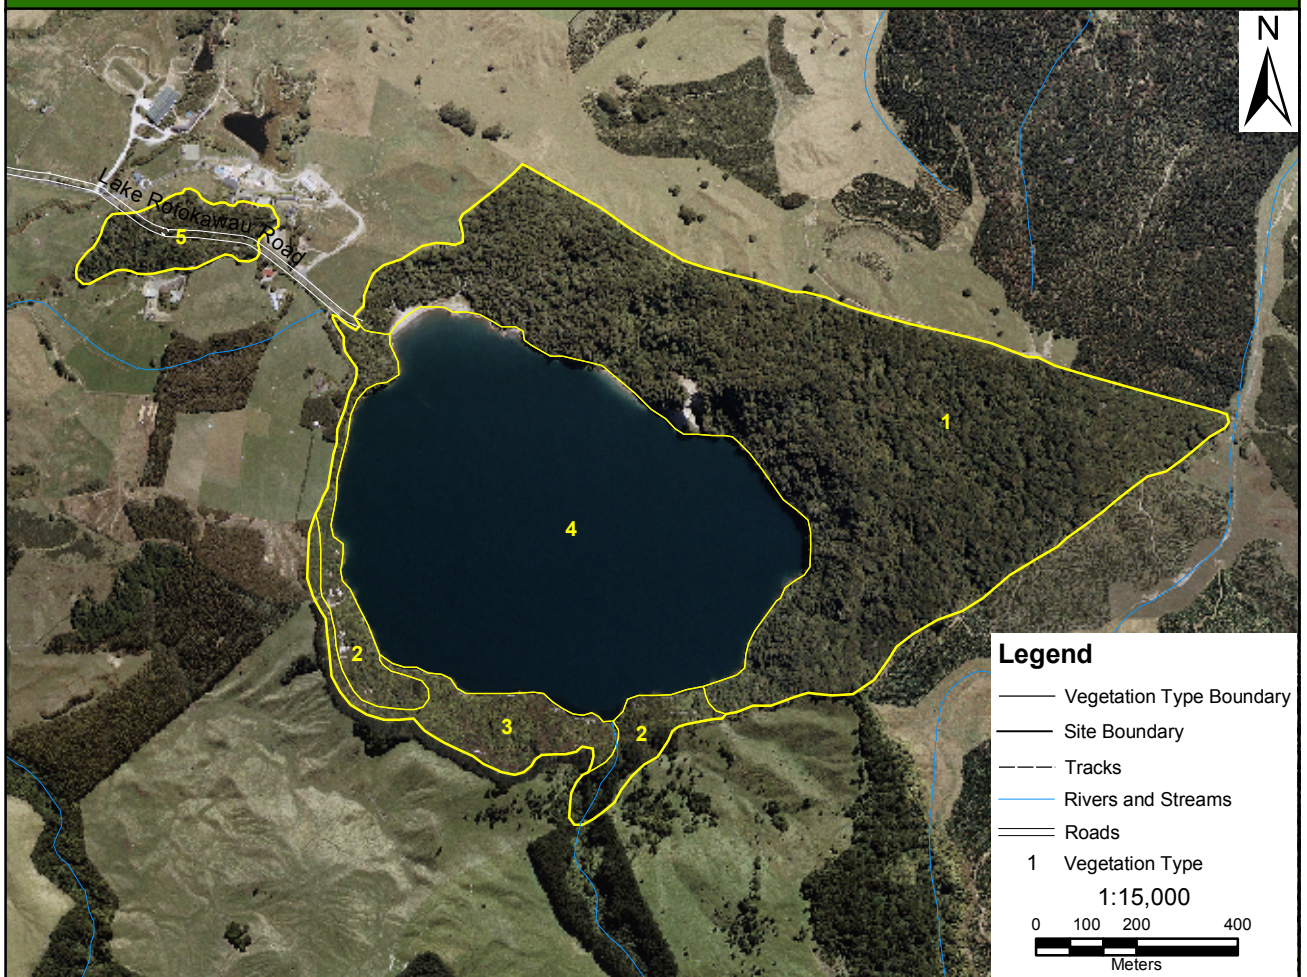 N
Lake Rotokawau Road
5
1
4
2
3
2
Legend
Vegetation Type Boundary
Site Boundary
Tracks
Rivers and Streams
Roads
1 Vegetation Type
1:15,000
0 100 200 400
Meters